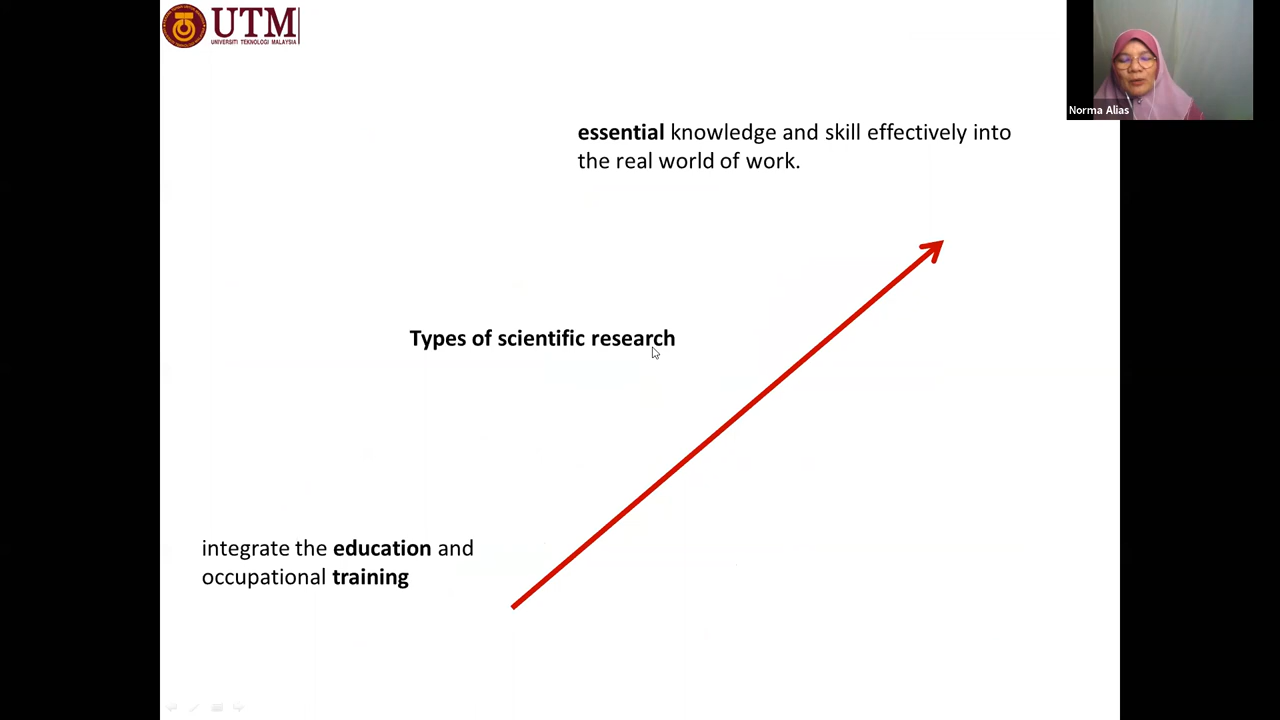 UTM
UNIVERSITI TEKNOLOGI MALAYSIA
Norma Alias
essential knowledge and skill effectively into
the real world of work.
Types of scientific research
integrate the education and
occupational training